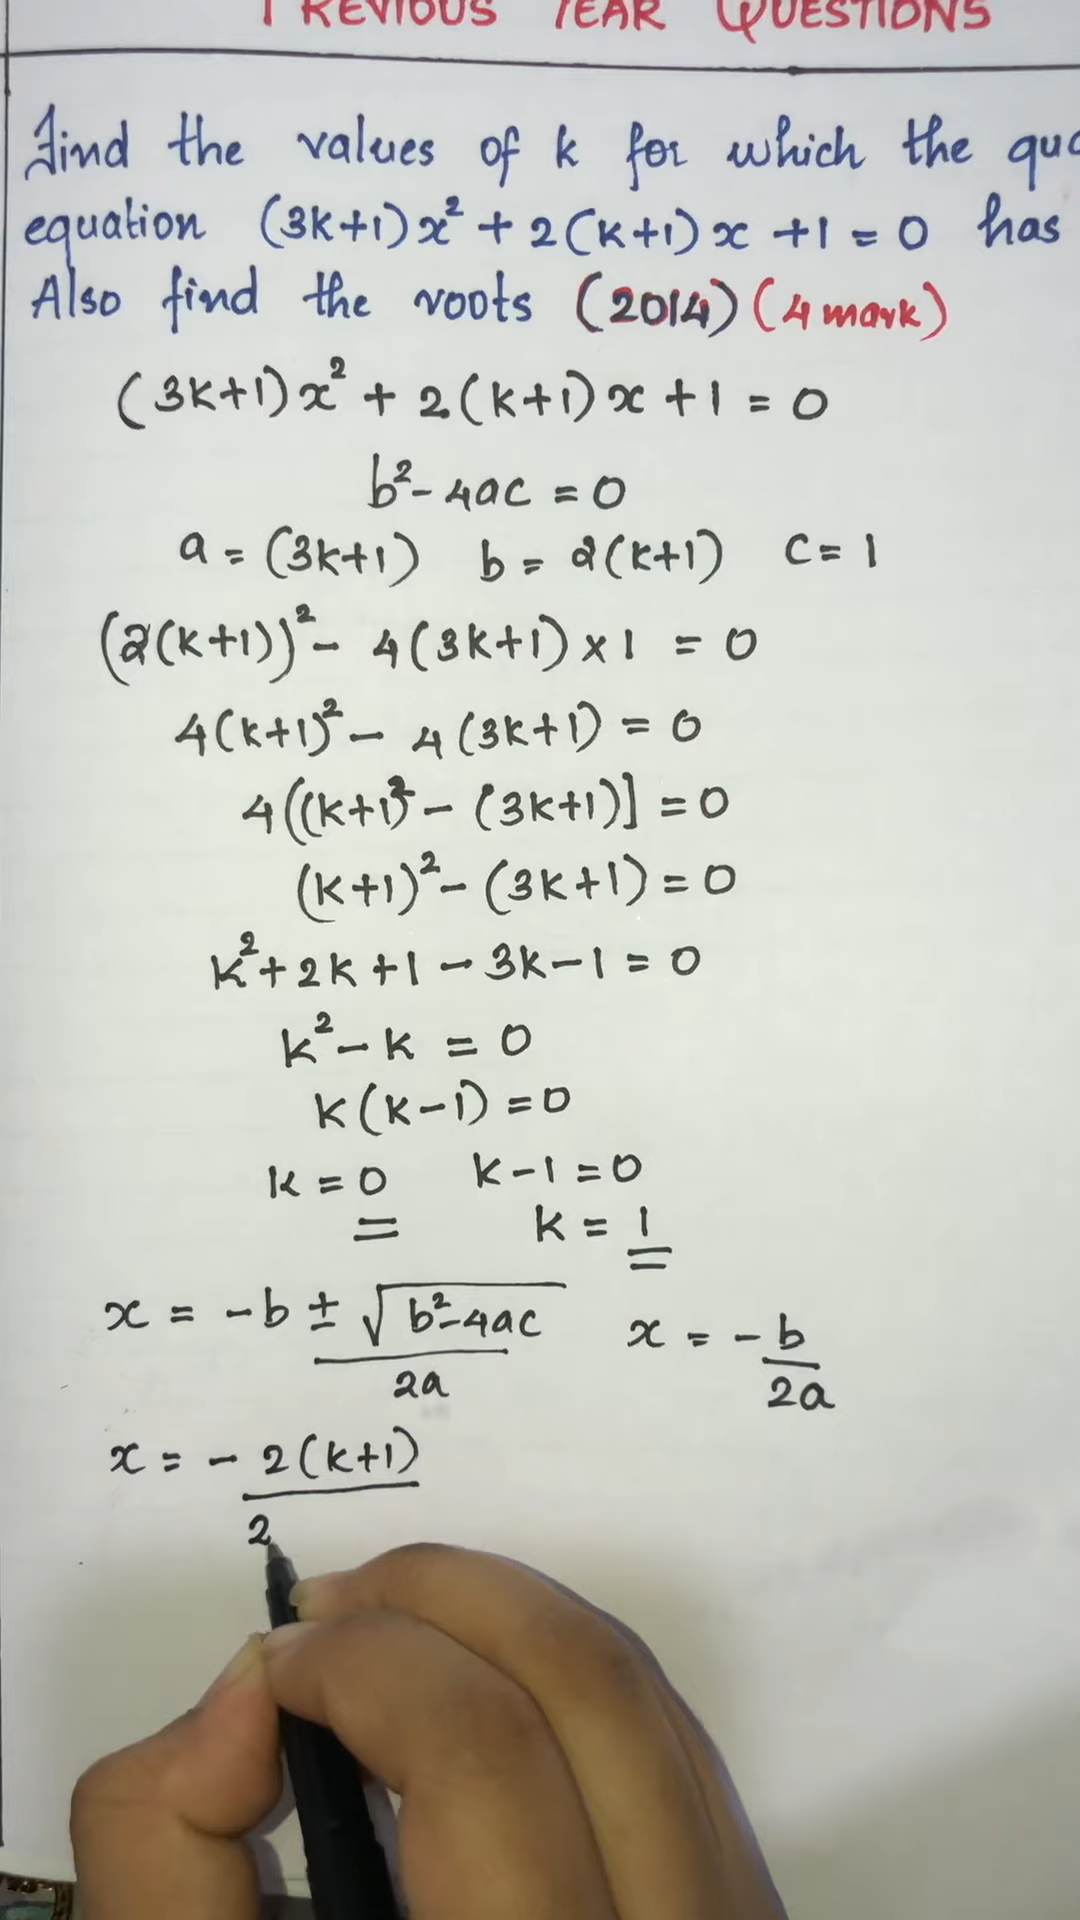 PREVIOUS YEAR QUESTIONS
Find the values of k for which the
equation (3k+1)x² + 2(k+1)x +1 = 0 has
Also find the roots (2014) (4 mark)
(3k+1)x² + 2(k+1)x +1 = 0
b²- 4ac = 0
a = (3k+1) b = 2(k+1) c = 1
(2(k+1))² - 4(3k+1) × 1 = 0
4(k+1)² - 4(3k+1) = 0
4((k+1)² - (3k+1)] = 0
(k+1)² - (3k+1) = 0
k² + 2k +1 - 3k - 1 = 0
k² - k = 0
k(k-1) = 0
k = 0 k-1 = 0
k = 1
x = -b ± √b²-4ac / 2a x = -b / 2a
x = - 2(k+1) / 2